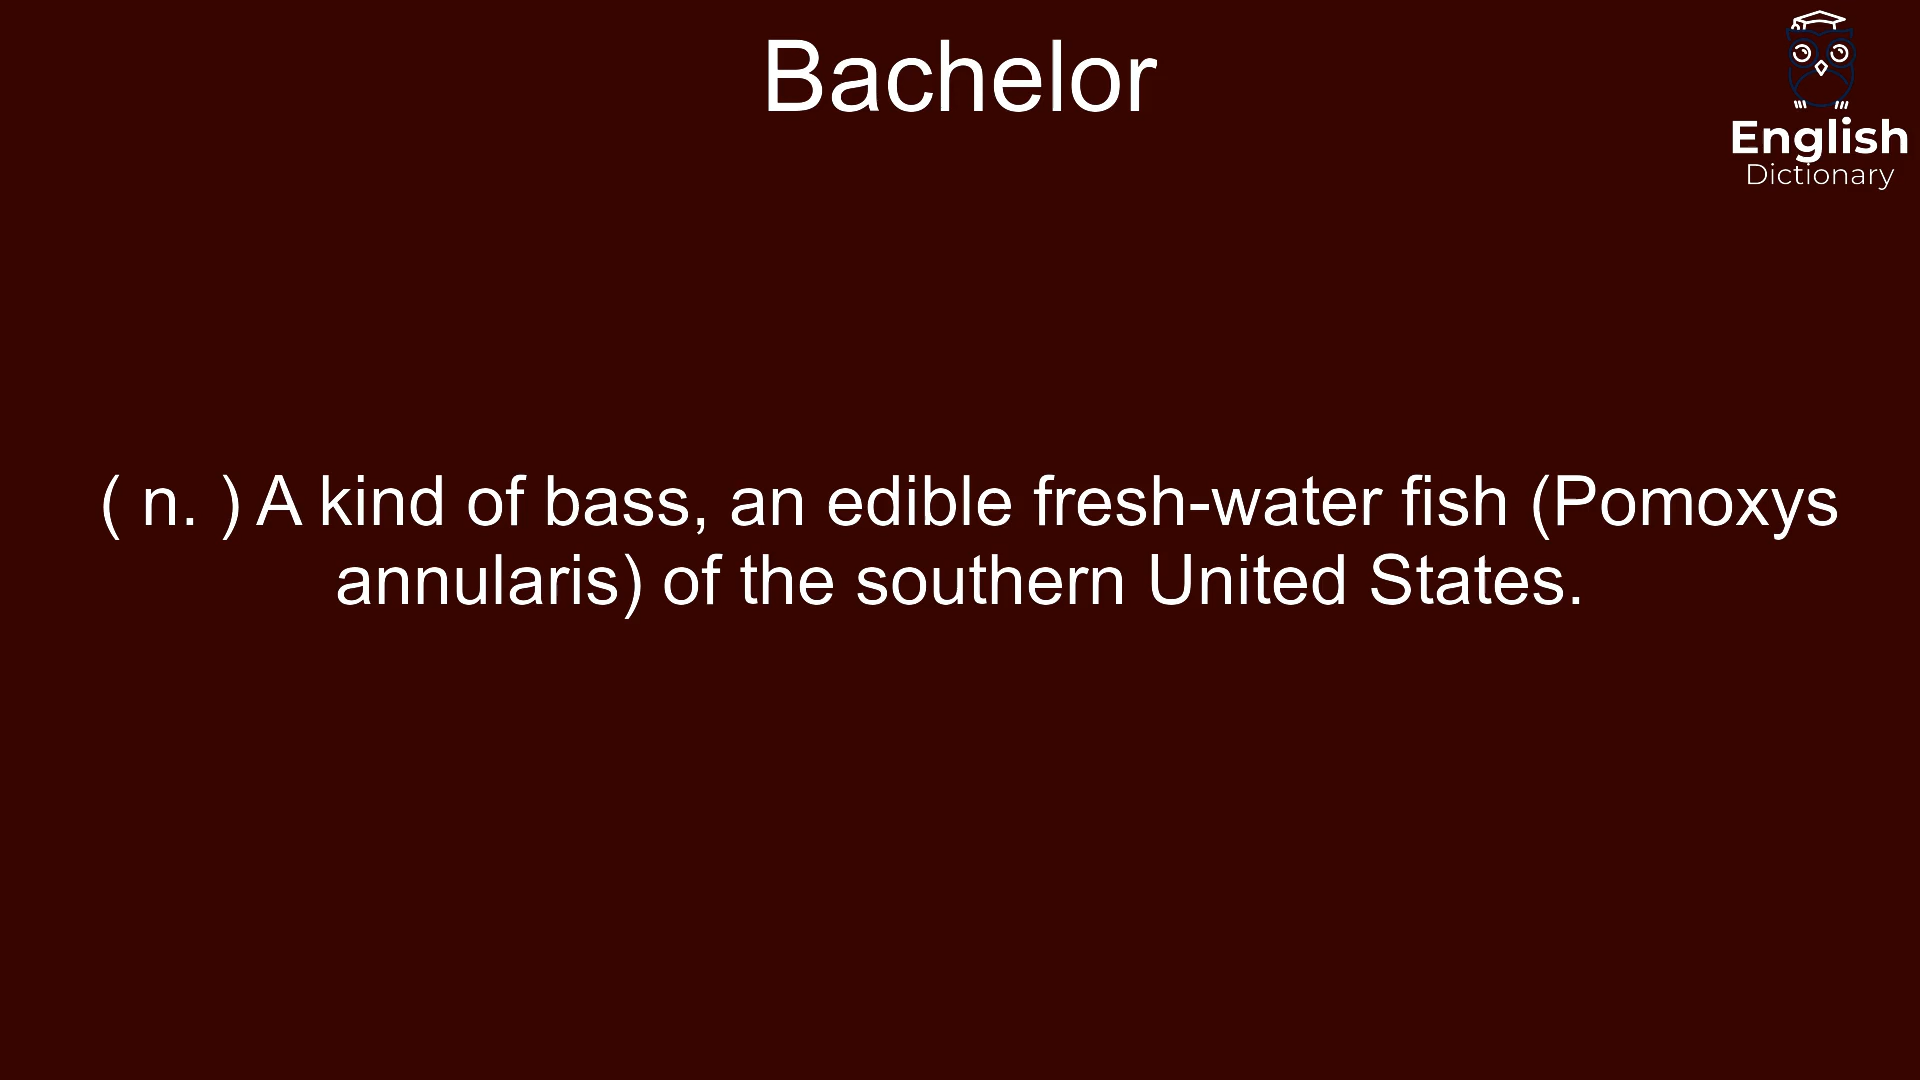 Bachelor
English
Dictionary
( n. ) A kind of bass, an edible fresh-water fish (Pomoxys
annularis) of the southern United States.